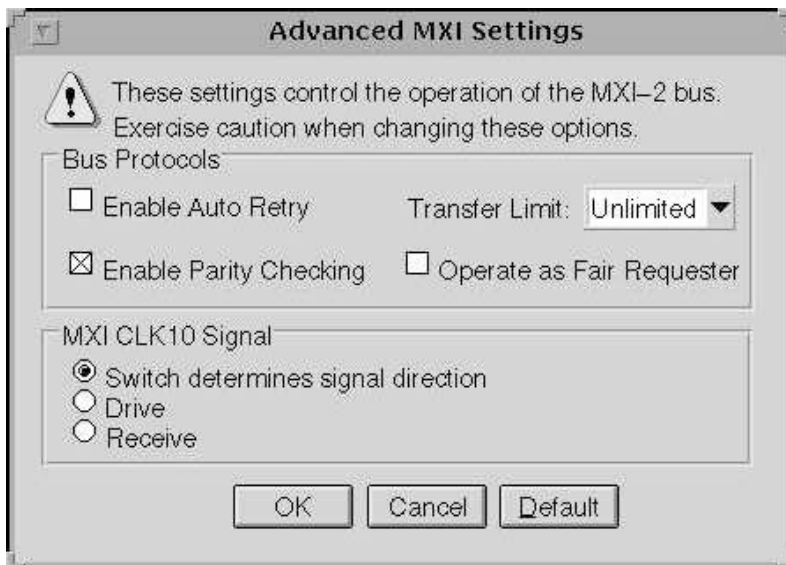 Advanced MXI Settings
These settings control the operation of the MXI-2 bus.
Exercise caution when changing these options.
Bus Protocols
Enable Auto Retry
Transfer Limit: Unlimited
Enable Parity Checking
Operate as Fair Requester
MXI CLK10 Signal
Switch determines signal direction
Drive
Receive
OK Cancel Default